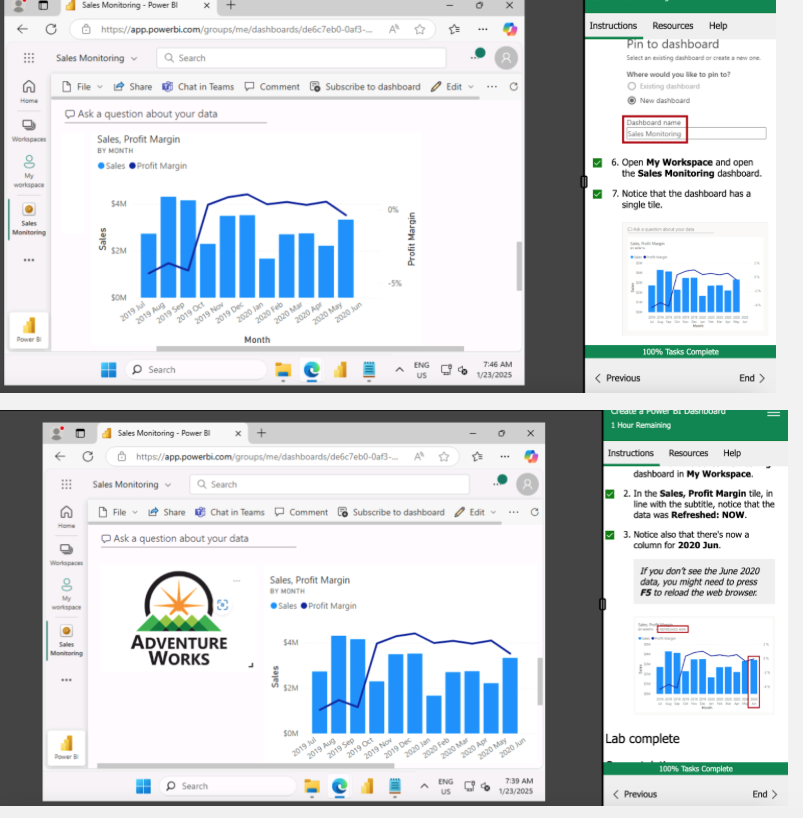 Sales Monitoring - Power BI
https://app.powerbi.com/groups/me/dashboards/de6c7eb0-0af3-...
Sales Monitoring
Search
File
Share
Chat in Teams
Comment
Subscribe to dashboard
Edit
Home
Workspaces
My
workspace
Sales
Monitoring
Power BI
Ask a question about your data
Sales, Profit Margin
BY MONTH
Sales
Profit Margin
$4M
$2M
$0M
Sales
0%
-5%
Profit Margin
2019 Jul
2019 Aug
2019 Sep
2019 Oct
2019 Nov
2019 Dec
2020 Jan
2020 Feb
2020 Mar
2020 Apr
2020 May
2020 Jun
Month
Search
ENG
US
7:46 AM
1/23/2025
Instructions
Resources
Help
Pin to dashboard
Select an existing dashboard or create a new one.
Where would you like to pin to?
Existing dashboard
New dashboard
Dashboard name
Sales Monitoring
6. Open My Workspace and open
the Sales Monitoring dashboard.
7. Notice that the dashboard has a
single tile.
Ask a question about your data
Sales, Profit Margin
Month
100% Tasks Complete
Previous
End
Sales Monitoring - Power BI
https://app.powerbi.com/groups/me/dashboards/de6c7eb0-0af3-...
Sales Monitoring
Search
File
Share
Chat in Teams
Comment
Subscribe to dashboard
Edit
Home
Workspaces
My
workspace
Sales
Monitoring
Power BI
Ask a question about your data
ADVENTURE
WORKS
Sales, Profit Margin
BY MONTH
Sales
Profit Margin
$4M
$2M
$0M
Sales
2019 Jul
2019 Aug
2019 Sep
2019 Oct
2019 Nov
2019 Dec
2020 Jan
2020 Feb
2020 Mar
2020 Apr
2020 May
2020 Jun
Search
ENG
US
7:39 AM
1/23/2025
Create a Power BI Dashboard
1 Hour Remaining
Instructions
Resources
Help
dashboard in My Workspace.
2. In the Sales, Profit Margin tile, in
line with the subtitle, notice that the
data was Refreshed: NOW.
3. Notice also that there's now a
column for 2020 Jun.
If you don't see the June 2020
data, you might need to press
F5 to reload the web browser.
Sales, Profit Margin
Month
Lab complete
100% Tasks Complete
Previous
End